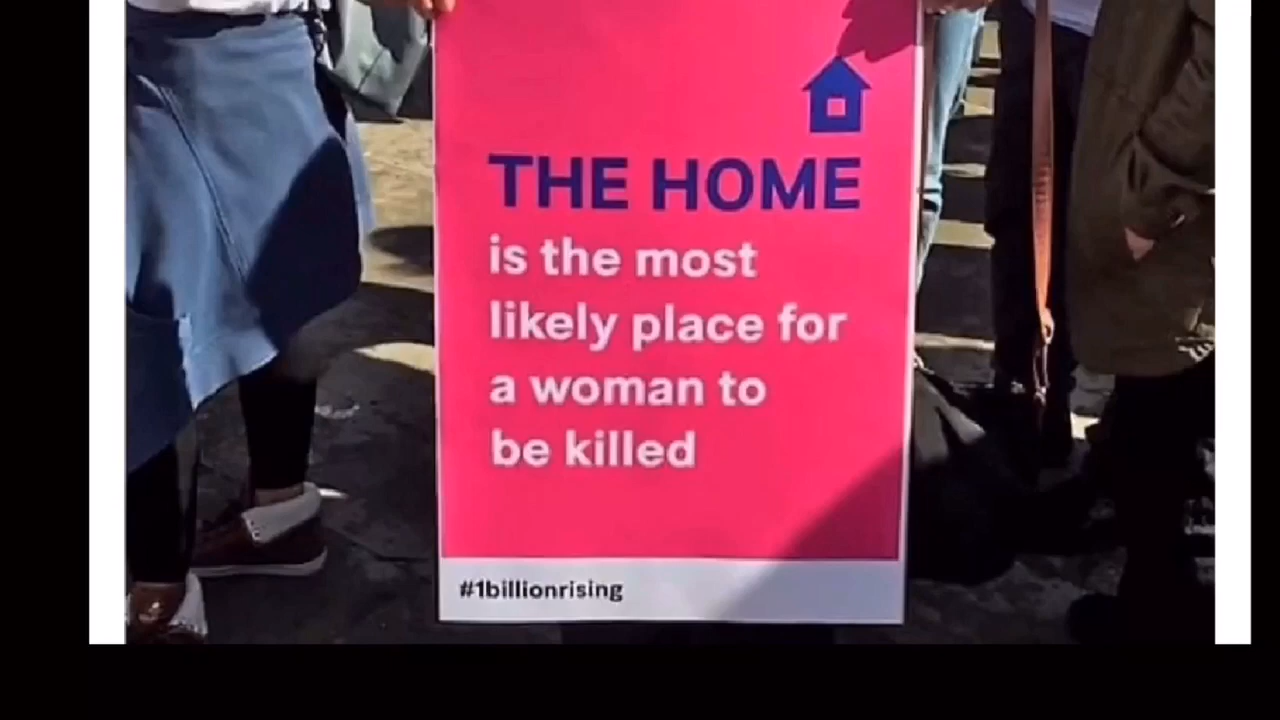 THE HOME
is the most
likely place for
a woman to
be killed
#1billionrising